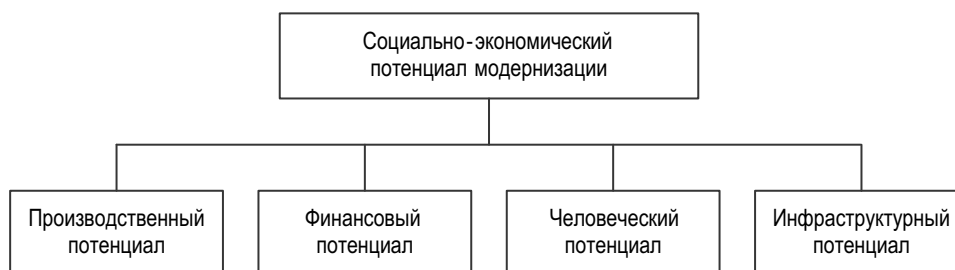 Социально-экономический
потенциал модернизации
Производственный
потенциал
Финансовый
потенциал
Человеческий
потенциал
Инфраструктурный
потенциал